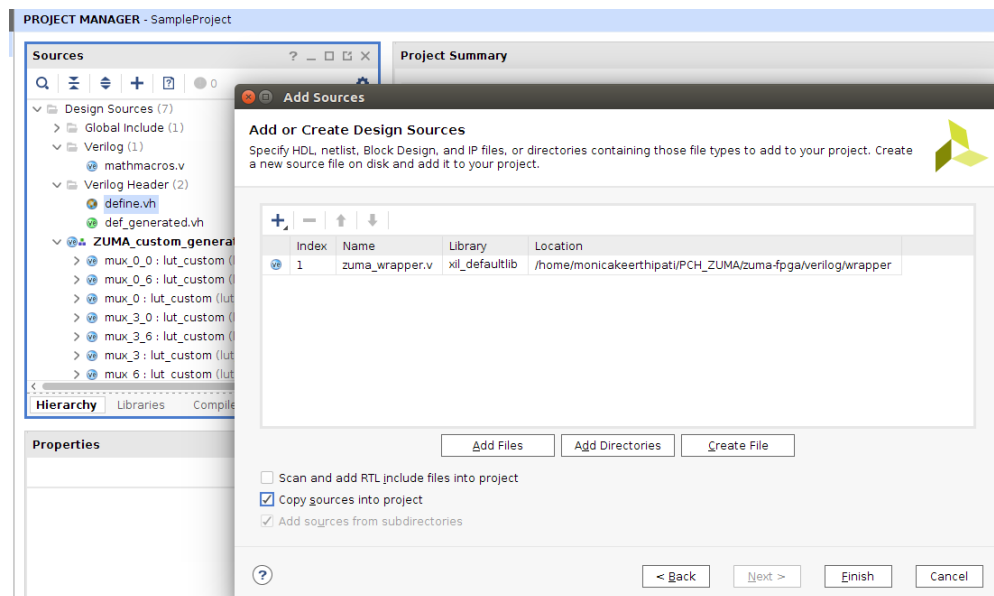 PROJECT MANAGER - SampleProject
Sources
Project Summary
0
Add Sources
Design Sources (7)
Global Include (1)
Verilog (1)
mathmacros.v
Verilog Header (2)
define.vh
def_generated.vh
ZUMA_custom_generat
mux_0_0 : lut_custom (l
mux_0_6 : lut_custom (l
mux_0 : lut_custom (lut
mux_3_0 : lut_custom (l
mux_3_6 : lut_custom (l
mux_3 : lut_custom (lut
mux 6 : lut custom (lut
Hierarchy Libraries Compile
Properties
Add or Create Design Sources
Specify HDL, netlist, Block Design, and IP files, or directories containing those file types to add to your project. Create
a new source file on disk and add it to your project.
Index Name Library Location
1 zuma_wrapper.v xil_defaultlib /home/monicakeerthipati/PCH_ZUMA/zuma-fpga/verilog/wrapper
Add Files Add Directories Create File
Scan and add RTL include files into project
Copy sources into project
Add sources from subdirectories
? < Back Next > Finish Cancel